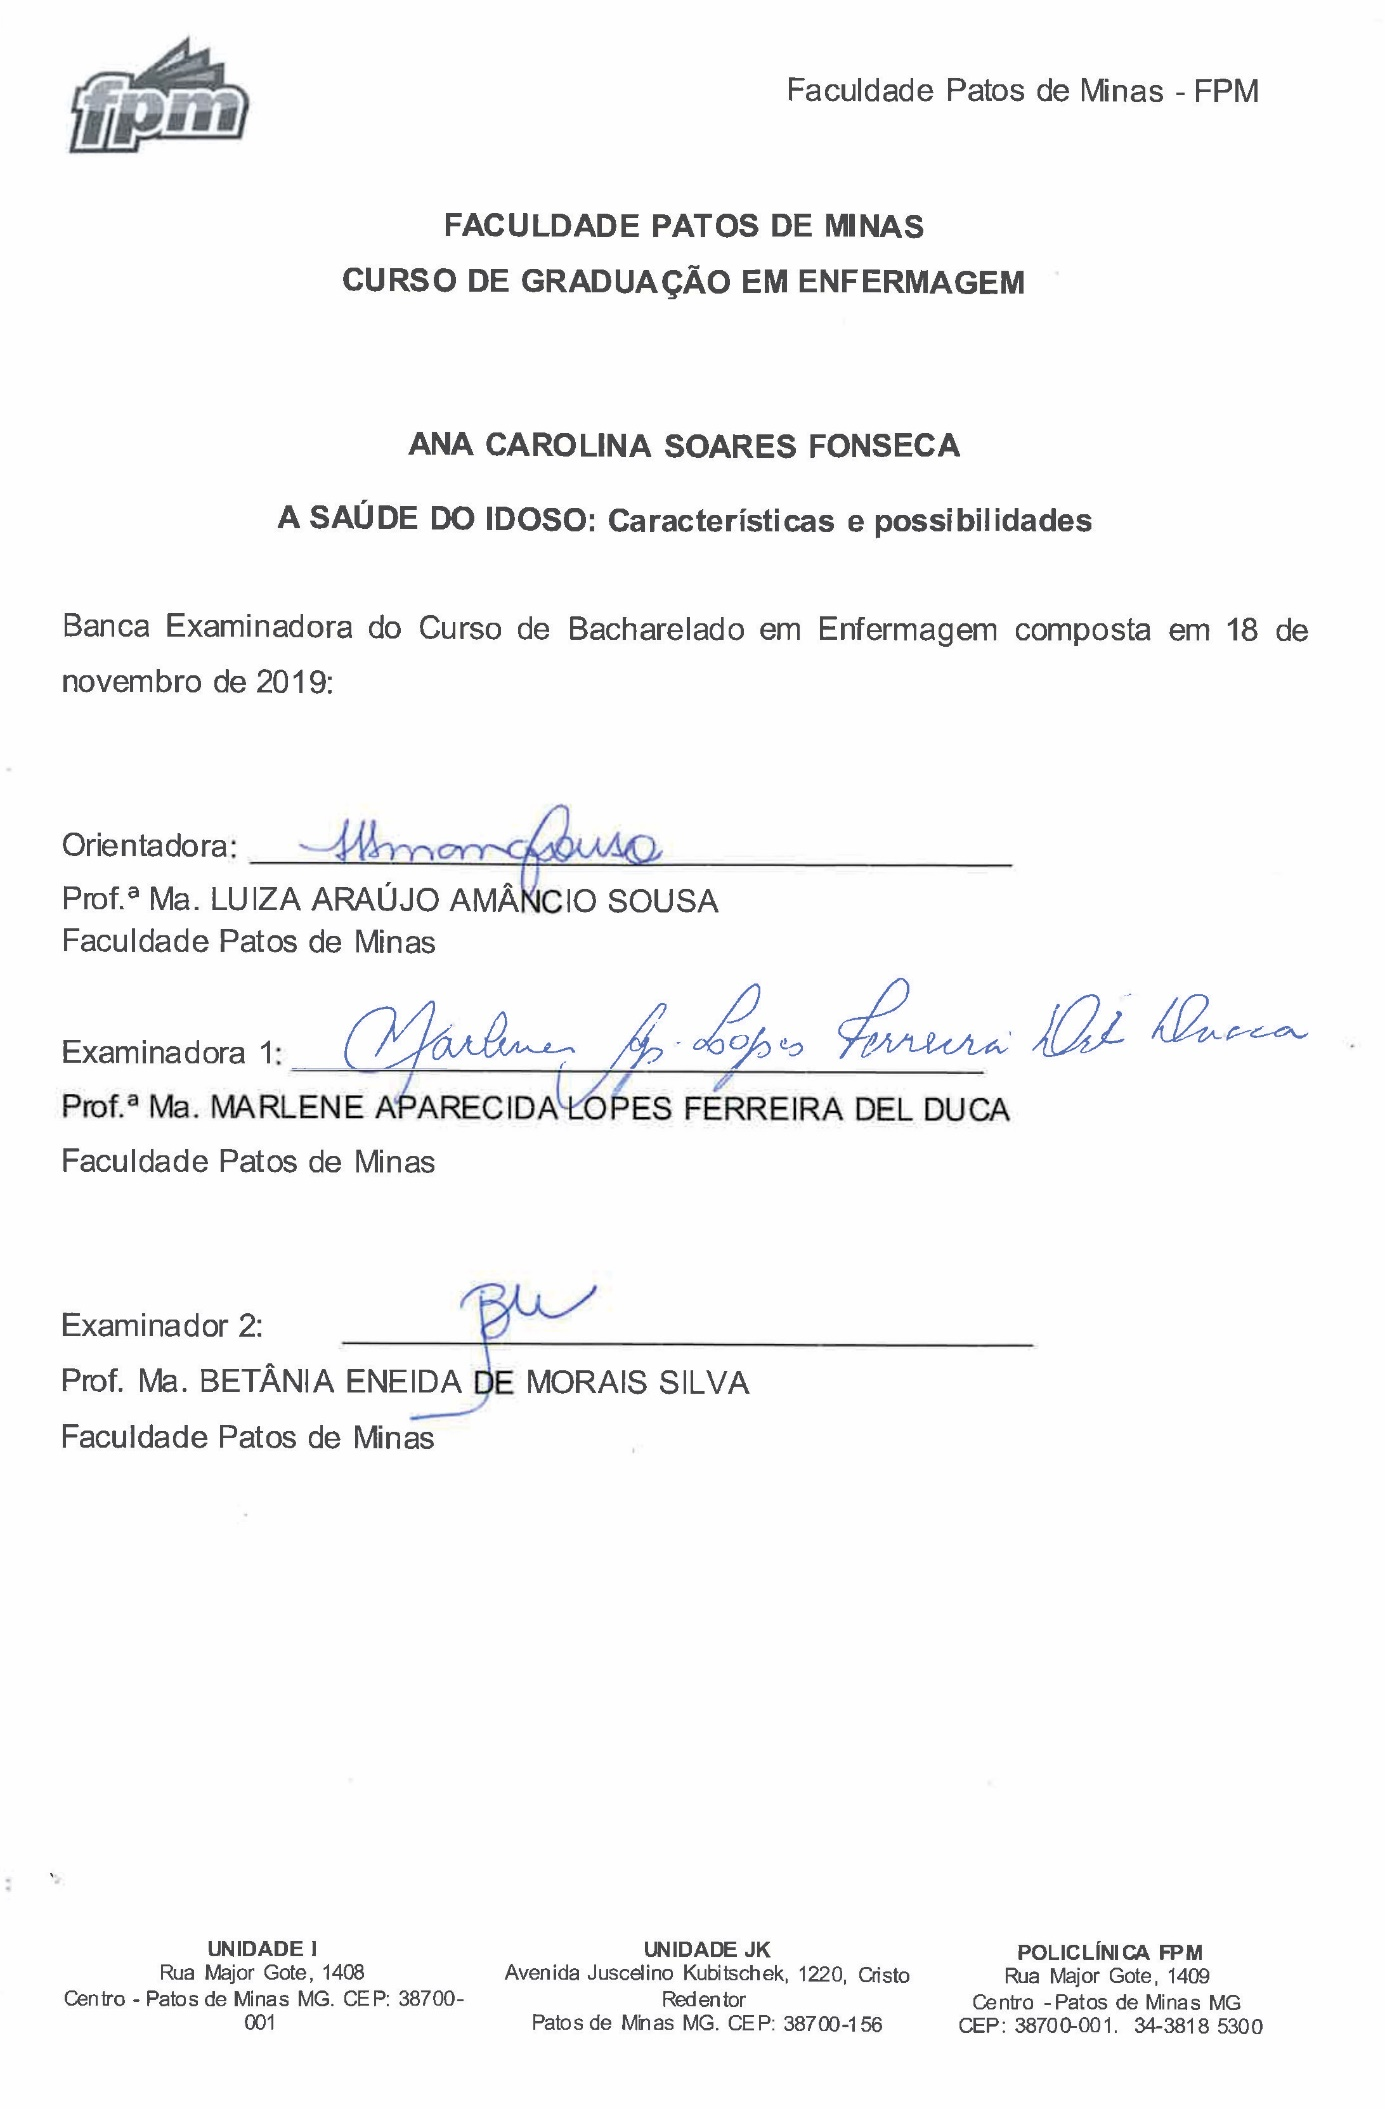 fpm
Faculdade Patos de Minas - FPM
FACULDADE PATOS DE MINAS
CURSO DE GRADUAÇÃO EM ENFERMAGEM
ANA CAROLINA SOARES FONSECA
A SAÚDE DO IDOSO: Características e possibilidades
Banca Examinadora do Curso de Bacharelado em Enfermagem composta em 18 de
novembro de 2019:
Orientadora:
Prof.ª Ma. LUIZA ARAÚJO AMÂNCIO SOUSA
Faculdade Patos de Minas
Examinadora 1: Marlene Ap. Lopes Ferreira Del Ducca
Prof.ª Ma. MARLENE APARECIDA LOPES FERREIRA DEL DUCA
Faculdade Patos de Minas
Examinador 2:
Prof. Ma. BETÂNIA ENEIDA DE MORAIS SILVA
Faculdade Patos de Minas
UNIDADE I
Rua Major Gote, 1408
Centro - Patos de Minas MG. CEP: 38700-
001
UNIDADE JK
Avenida Juscelino Kubitschek, 1220, Cristo
Redentor
Patos de Minas MG. CEP: 38700-156
POLICLÍNICA FPM
Rua Major Gote, 1409
Centro - Patos de Minas MG
CEP: 38700-001. 34-3818 5300